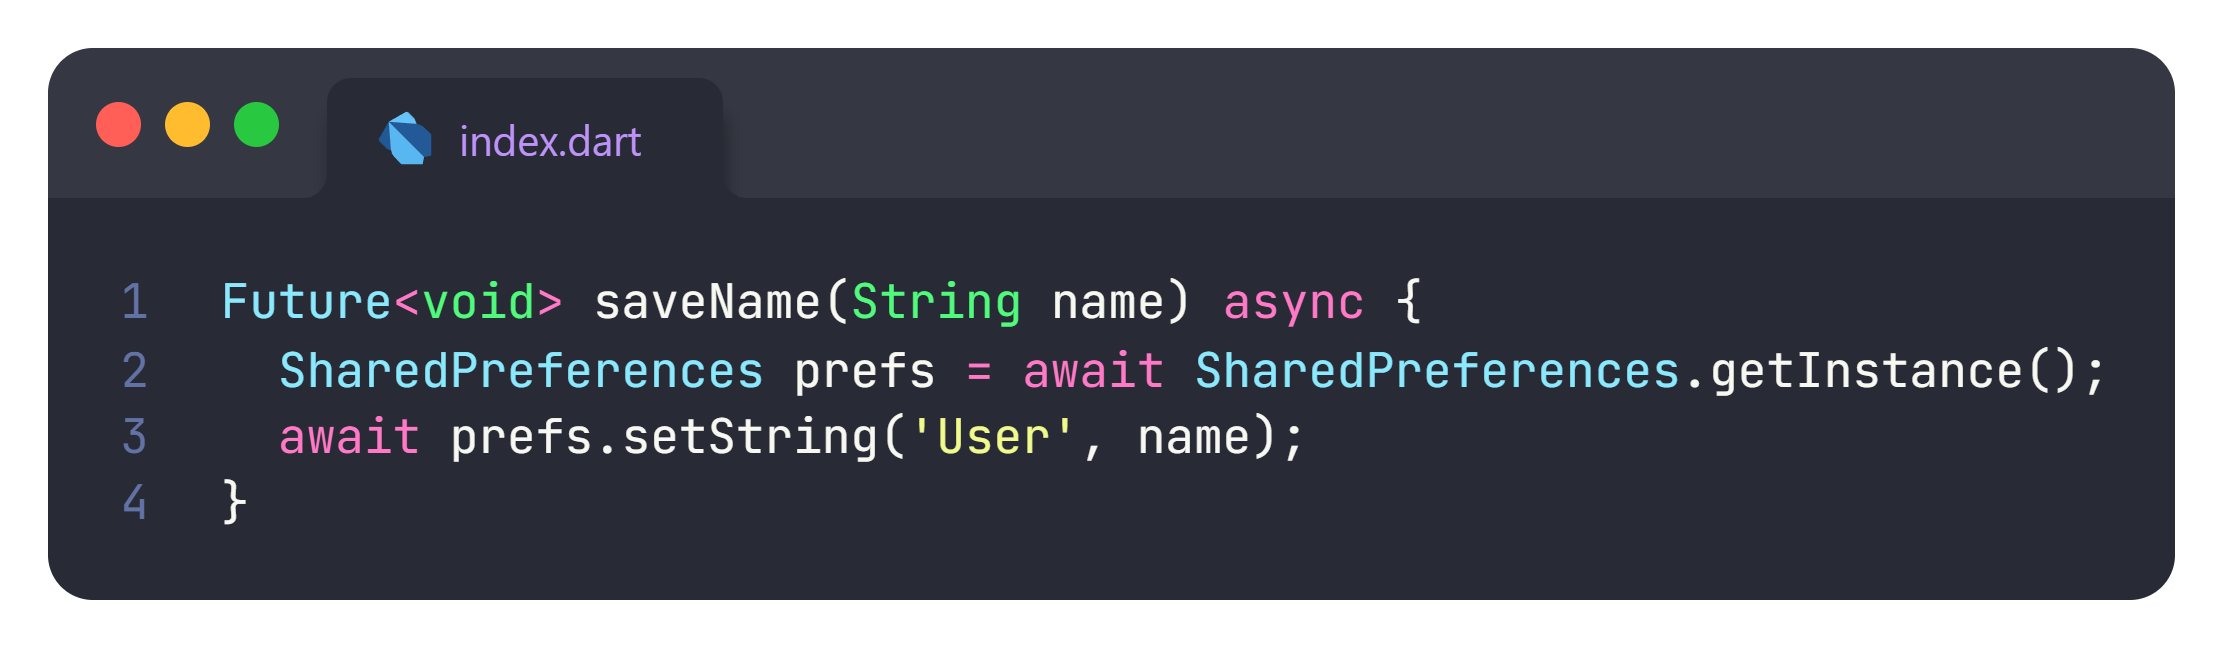 index.dart
1 Future<void> saveName(String name) async {
2   SharedPreferences prefs = await SharedPreferences.getInstance();
3   await prefs.setString('User', name);
4 }